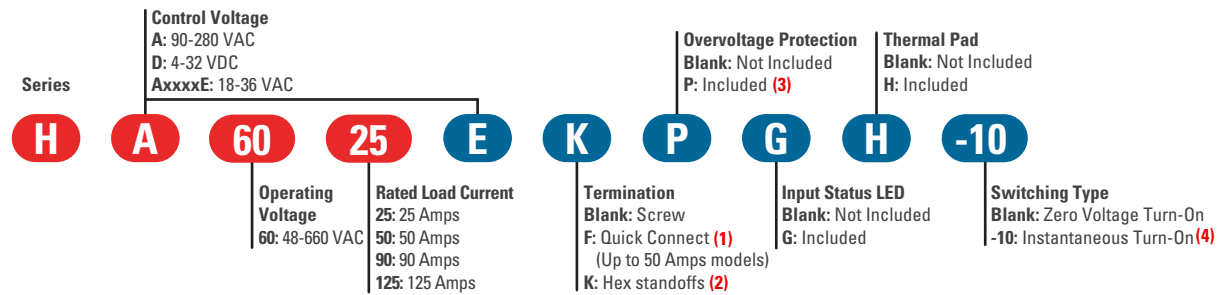 Control Voltage
A: 90-280 VAC
D: 4-32 VDC
AxxxxE: 18-36 VAC
Overvoltage Protection
Blank: Not Included
P: Included (3)
Thermal Pad
Blank: Not Included
H: Included
Series
H A 60 25 E K P G H -10
Operating
Voltage
60: 48-660 VAC
Rated Load Current
25: 25 Amps
50: 50 Amps
90: 90 Amps
125: 125 Amps
Termination
Blank: Screw
F: Quick Connect (1)
(Up to 50 Amps models)
K: Hex standoffs (2)
Input Status LED
Blank: Not Included
G: Included
Switching Type
Blank: Zero Voltage Turn-On
-10: Instantaneous Turn-On (4)